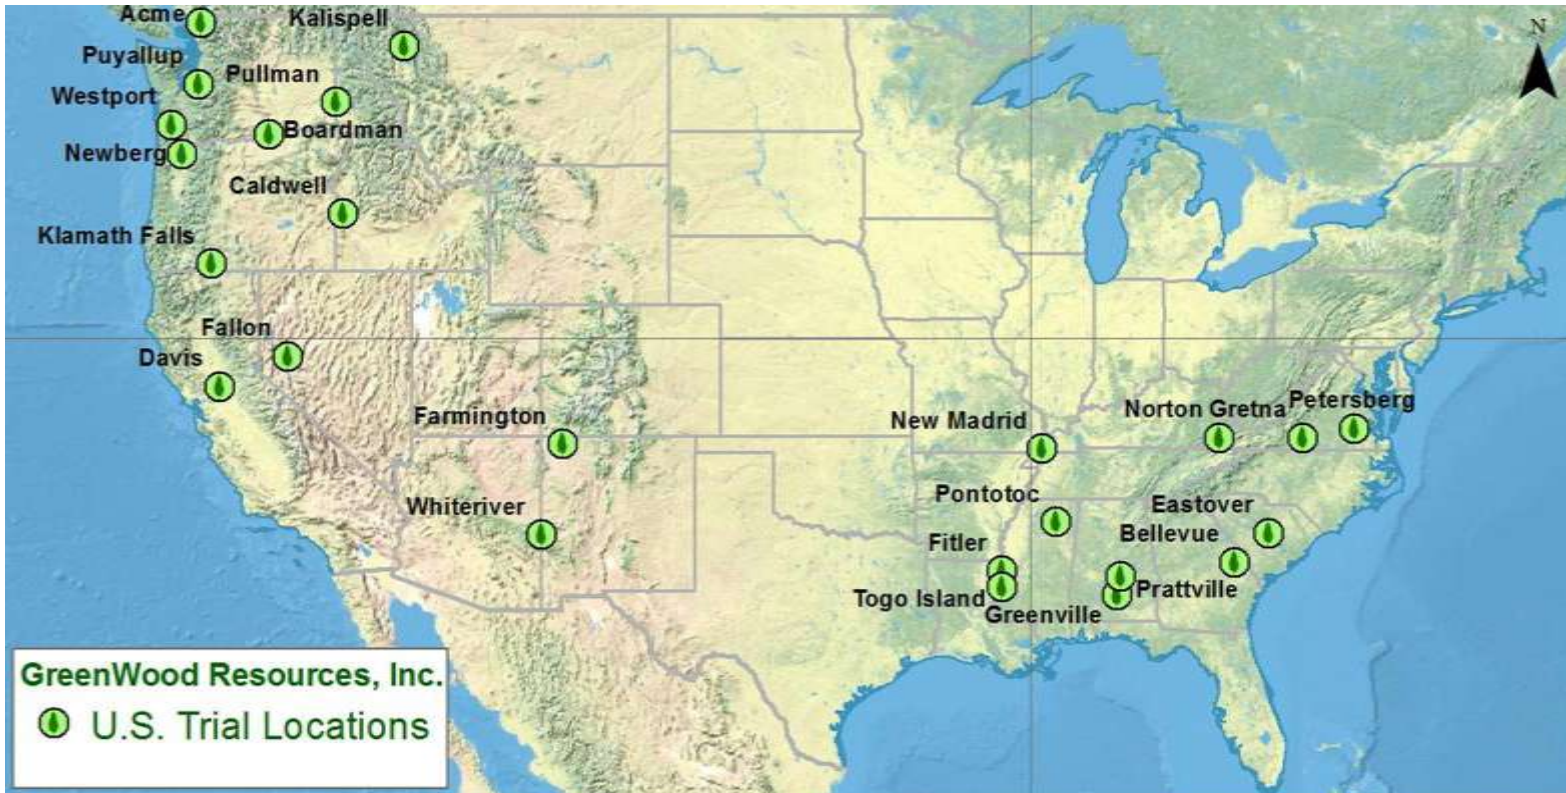 Acme
Kalispell
N
Puyallup
Pullman
Westport
Boardman
Newberg
Caldwell
Klamath Falls
Fallon
Davis
Farmington
New Madrid
Norton Gretna
Petersberg
Whiteriver
Pontotoc
Eastover
Fitler
Bellevue
Togo Island
Prattville
Greenville
GreenWood Resources, Inc.
U.S. Trial Locations